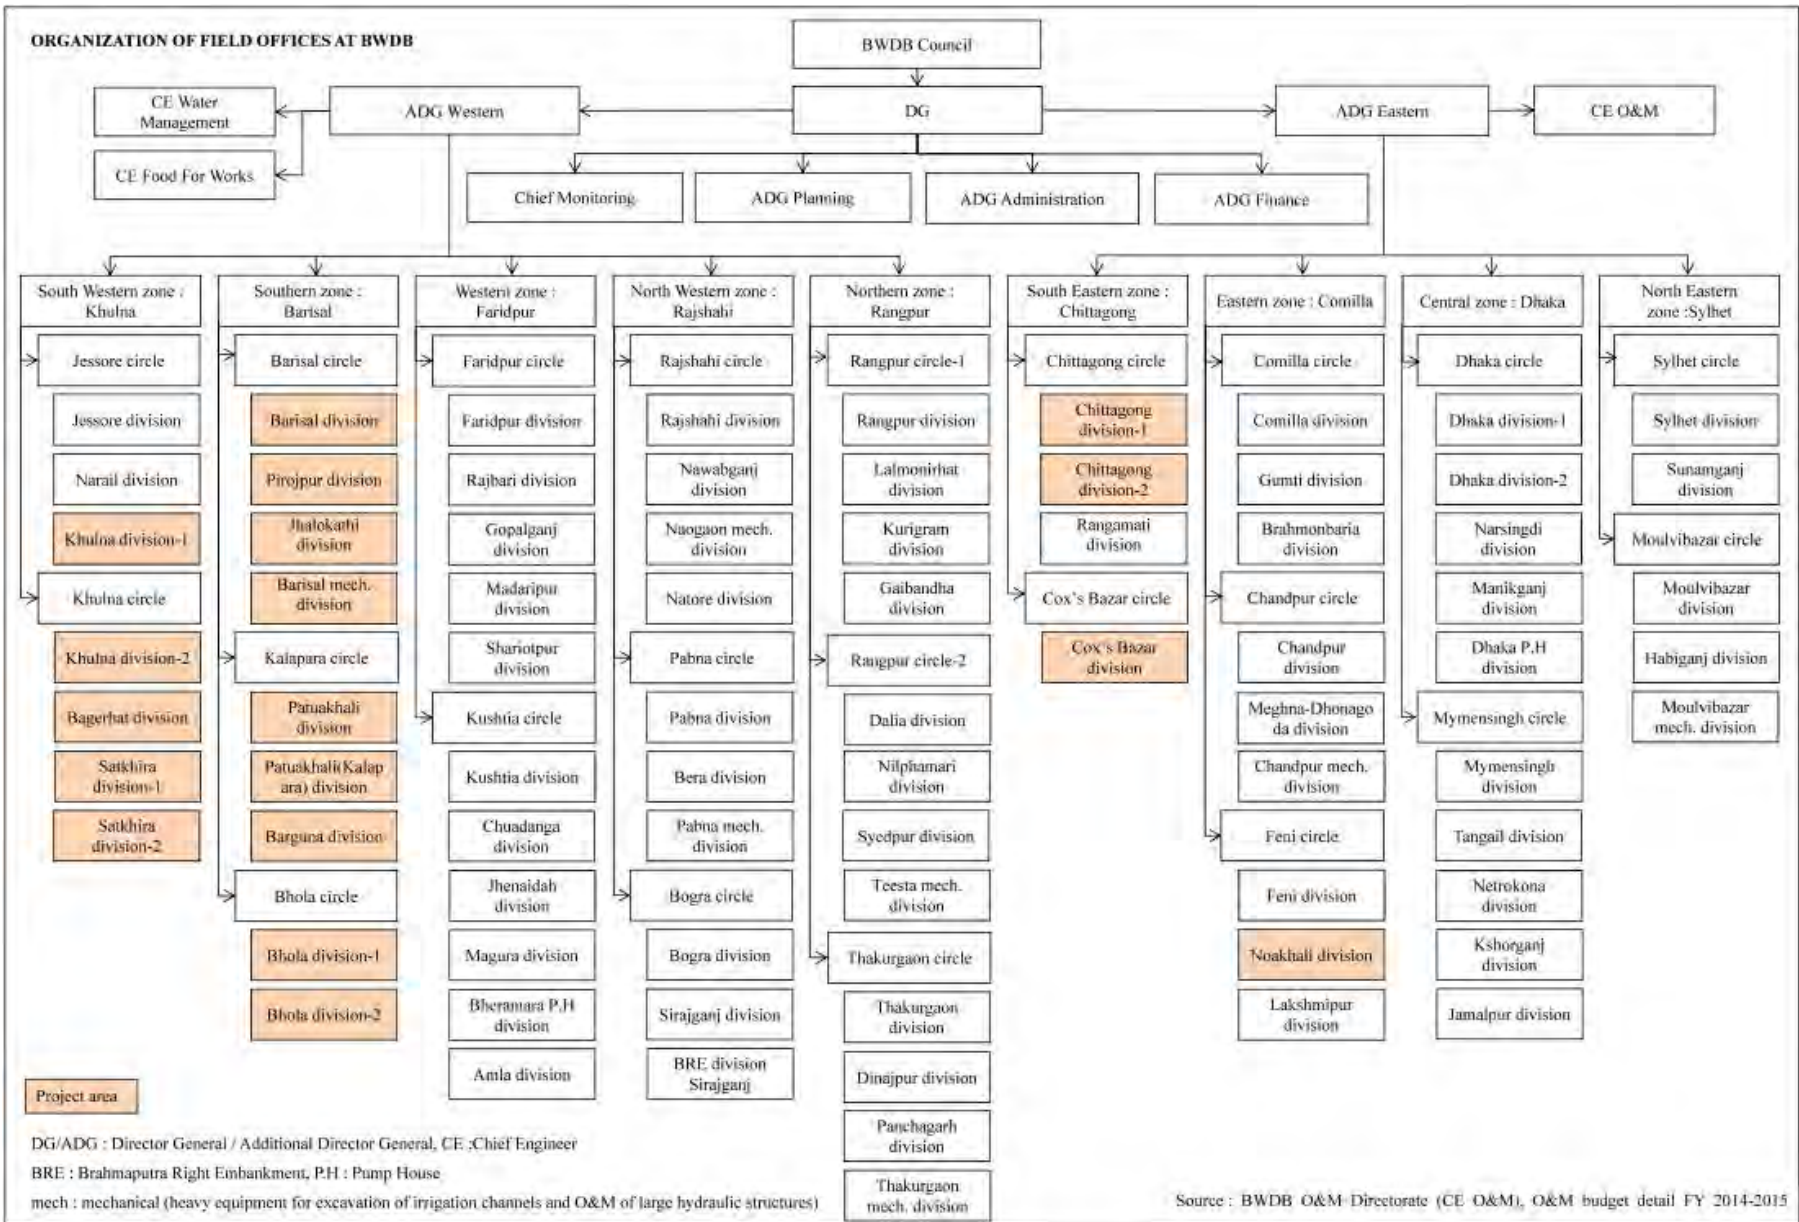 ORGANIZATION OF FIELD OFFICES AT BWDB
BWDB Council
CE Water
Management
ADG Western
DG
ADG Eastern
CE O&M
CE Food For Works
Chief Monitoring
ADG Planning
ADG Administration
ADG Finance
South Western zone :
Khulna
Jessore circle
Jessore division
Narail division
Khulna division-1
Khulna circle
Khulna division-2
Bagerhat division
Satkhira
division-1
Satkhira
division-2
Southern zone :
Barisal
Barisal circle
Barisal division
Pirojpur division
Jhalokathi
division
Barisal mech.
division
Kalapara circle
Patuakhali
division
Patuakhali(Kalap
ara) division
Barguna division
Bhola circle
Bhola division-1
Bhola division-2
Western zone :
Faridpur
Faridpur circle
Faridpur division
Rajbari division
Gopalganj
division
Madaripur
division
Shariotpur
division
Kushtia circle
Kushtia division
Chuadanga
division
Jhenaidah
division
Magura division
Bheramara P.H
division
Amla division
North Western zone :
Rajshahi
Rajshahi circle
Rajshahi division
Nawabganj
division
Naogaon mech.
division
Natore division
Pabna circle
Pabna division
Bera division
Pabna mech.
division
Bogra circle
Bogra division
Sirajganj division
BRE division
Sirajganj
Northern zone :
Rangpur
Rangpur circle-1
Rangpur division
Lalmonirhat
division
Kurigram
division
Gaibandha
division
Rangpur circle-2
Dalia division
Nilphamari
division
Syedpur division
Teesta mech.
division
Thakurgaon circle
Thakurgaon
division
Dinajpur division
Panchagarh
division
Thakurgaon
mech. division
South Eastern zone :
Chittagong
Chittagong circle
Chittagong
division-1
Chittagong
division-2
Rangamati
division
Cox's Bazar circle
Cox's Bazar
division
Eastern zone : Comilla
Comilla circle
Comilla division
Gumti division
Brahmonbaria
division
Chandpur circle
Chandpur
division
Meghna-Dhonago
da division
Chandpur mech.
division
Feni circle
Feni division
Noakhali division
Lakshmipur
division
Central zone : Dhaka
Dhaka circle
Dhaka division-1
Dhaka division-2
Narsingdi
division
Manikganj
division
Dhaka P.H
division
Mymensingh circle
Mymensingh
division
Tangail division
Netrokona
division
Kshorganj
division
Jamalpur division
North Eastern
zone :Sylhet
Sylhet circle
Sylhet division
Sunamganj
division
Moulvibazar circle
Moulvibazar
division
Habiganj division
Moulvibazar
mech. division
Project area
DG/ADG : Director General / Additional Director General, CE :Chief Engineer
BRE : Brahmaputra Right Embankment, P.H : Pump House
mech : mechanical (heavy equipment for excavation of irrigation channels and O&M of large hydraulic structures)
Source : BWDB O&M Directorate (CE O&M), O&M budget detail FY 2014-2015